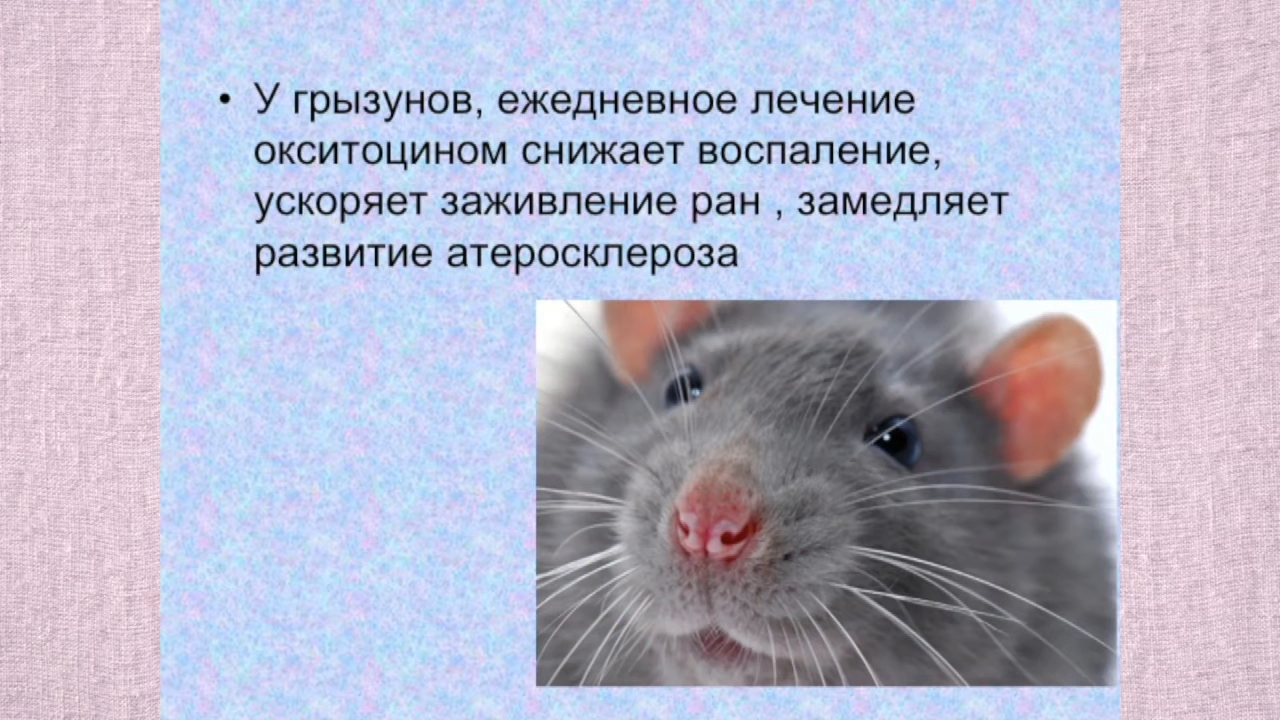 • У грызунов, ежедневное лечение
окситоцином снижает воспаление,
ускоряет заживление ран , замедляет
развитие атеросклероза